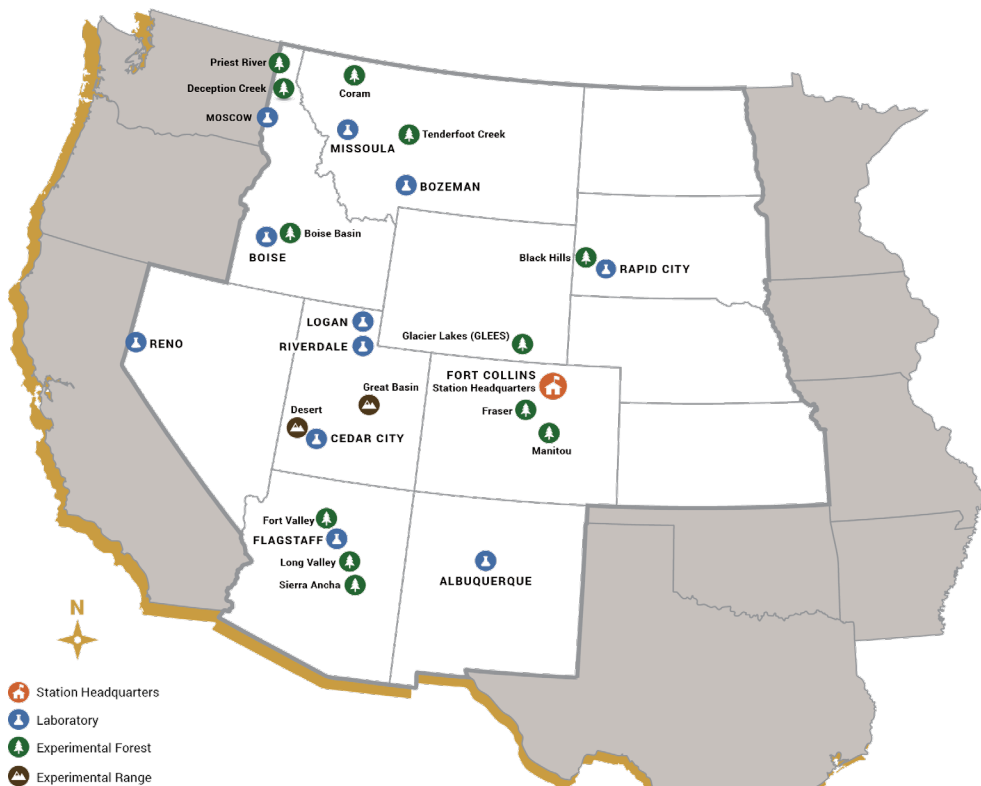 Priest River
Deception Creek
Coram
MOSCOW
MISSOULA
Tenderfoot Creek
BOZEMAN
Boise Basin
BOISE
Black Hills
RAPID CITY
LOGAN
RIVERDALE
RENO
Glacier Lakes (GLEES)
FORT COLLINS
Station Headquarters
Great Basin
Fraser
Desert
CEDAR CITY
Manitou
Fort Valley
FLAGSTAFF
Long Valley
Sierra Ancha
ALBUQUERQUE
N
Station Headquarters
Laboratory
Experimental Forest
Experimental Range